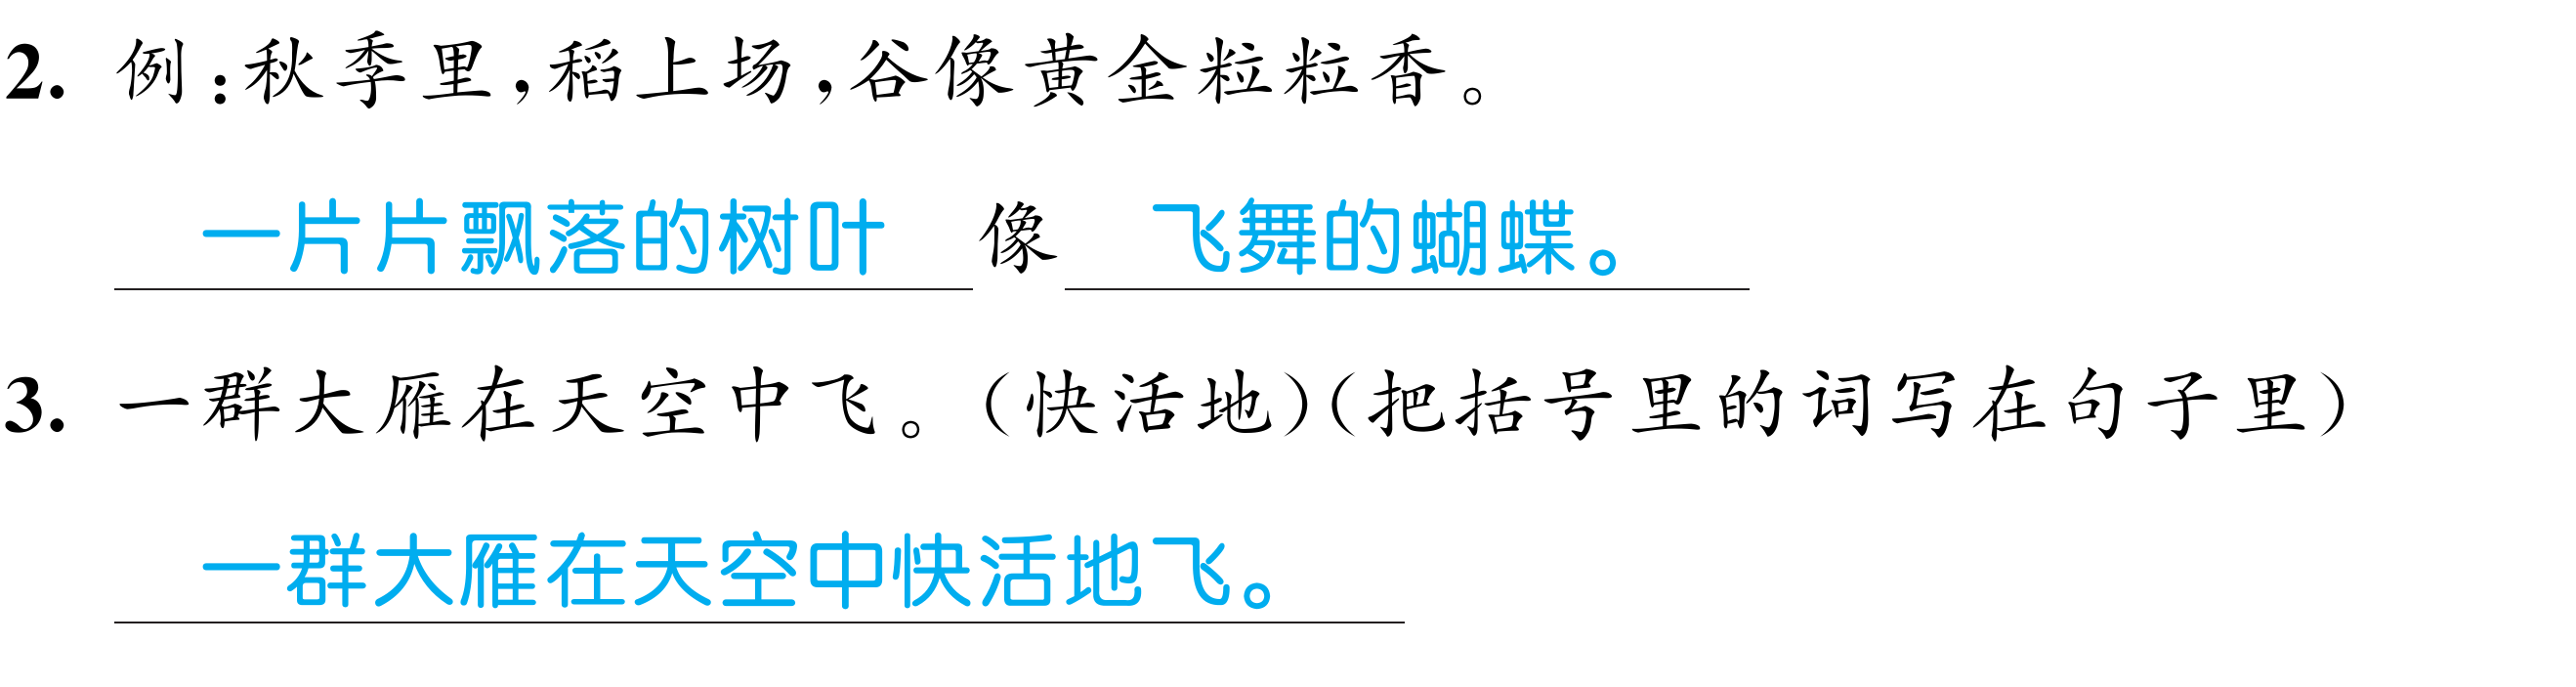 2. 例:秋季里,稻上场,谷像黄金粒粒香。
一片片飘落的树叶 像 飞舞的蝴蝶。
3. 一群大雁在天空中飞。(快活地)(把括号里的词写在句子里)
一群大雁在天空中快活地飞。